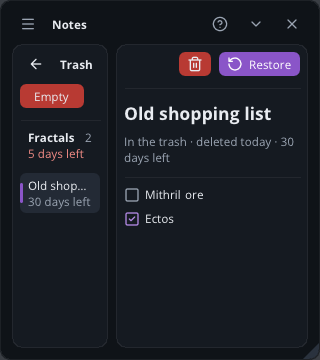 Notes
Trash
Empty
Fractals 2
5 days left
Old shop...
30 days left
Restore
Old shopping list
In the trash · deleted today · 30
days left
Mithril ore
Ectos